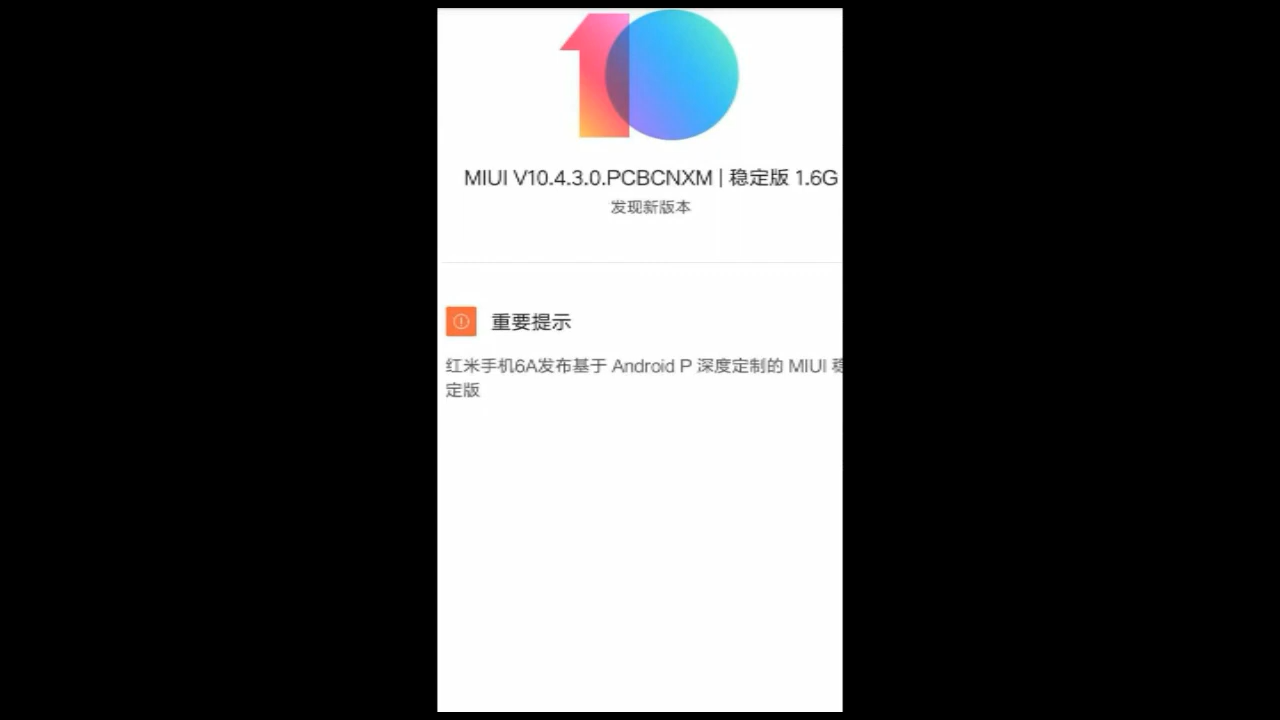 10
MIUI V10.4.3.0.PCBCNXM | 稳定版 1.6G
发现新版本
重要提示
红米手机6A发布基于 Android P 深度定制的 MIUI 稳
定版